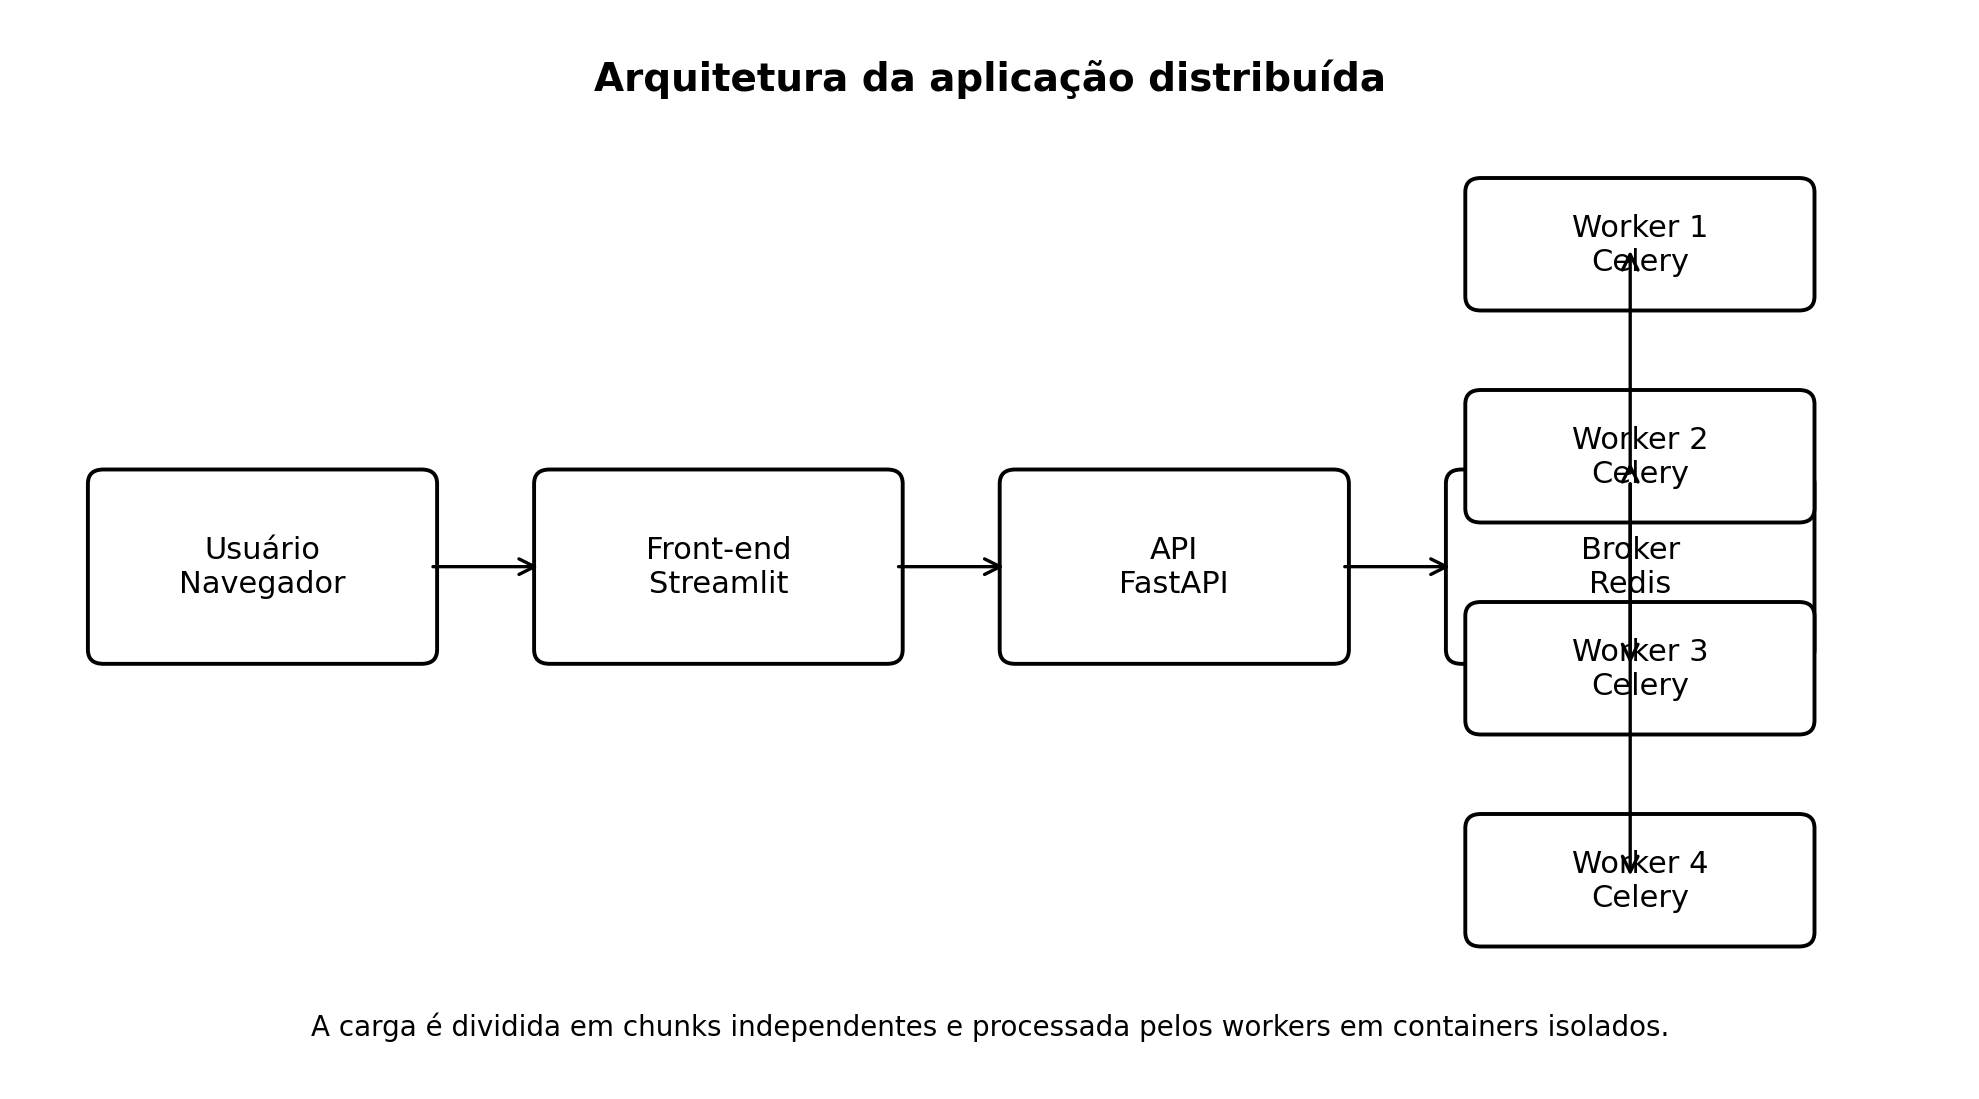 Arquitetura da aplicação distribuída
Usuário
Navegador
Front-end
Streamlit
API
FastAPI
Broker
Redis
Worker 1
Celery
Worker 2
Celery
Worker 3
Celery
Worker 4
Celery
A carga é dividida em chunks independentes e processada pelos workers em containers isolados.